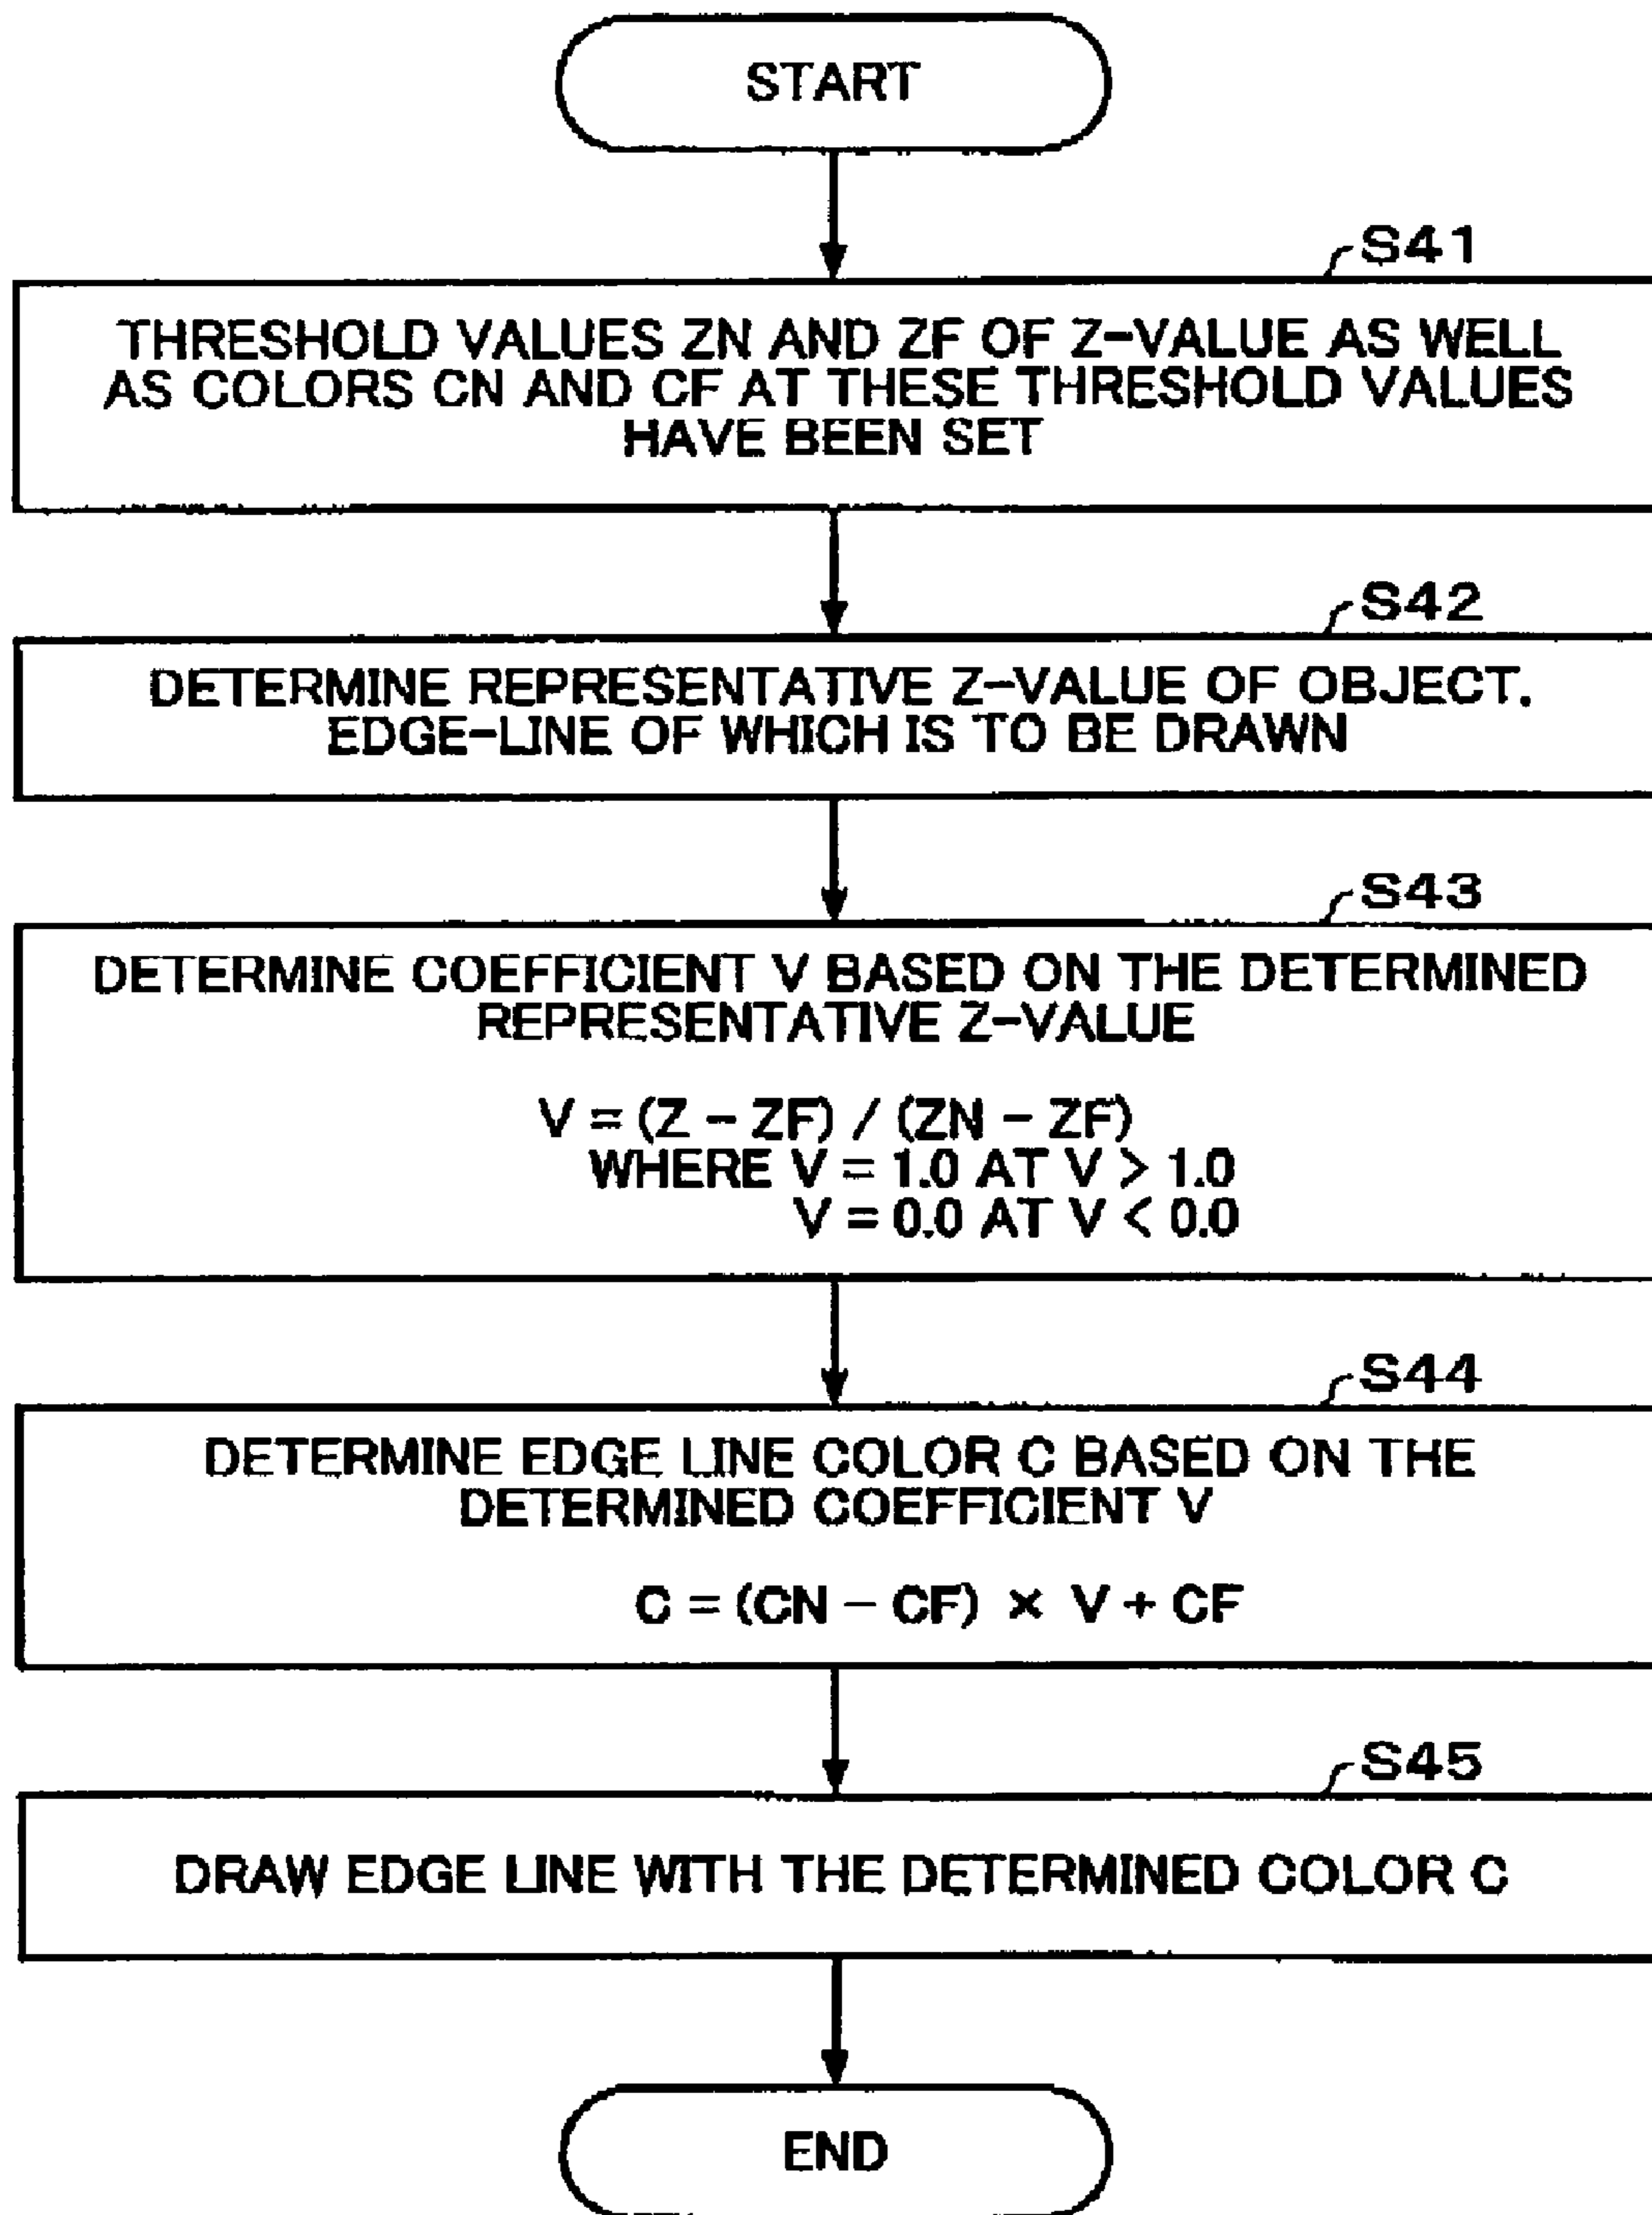 START
S41
THRESHOLD VALUES ZN AND ZF OF Z-VALUE AS WELL
AS COLORS CN AND CF AT THESE THRESHOLD VALUES
HAVE BEEN SET
S42
DETERMINE REPRESENTATIVE Z-VALUE OF OBJECT.
EDGE-LINE OF WHICH IS TO BE DRAWN
S43
DETERMINE COEFFICIENT V BASED ON THE DETERMINED
REPRESENTATIVE Z-VALUE
V = (Z - ZF) / (ZN - ZF)
WHERE V = 1.0 AT V > 1.0
V = 0.0 AT V < 0.0
S44
DETERMINE EDGE LINE COLOR C BASED ON THE
DETERMINED COEFFICIENT V
C = (CN - CF) × V + CF
S45
DRAW EDGE LINE WITH THE DETERMINED COLOR C
END